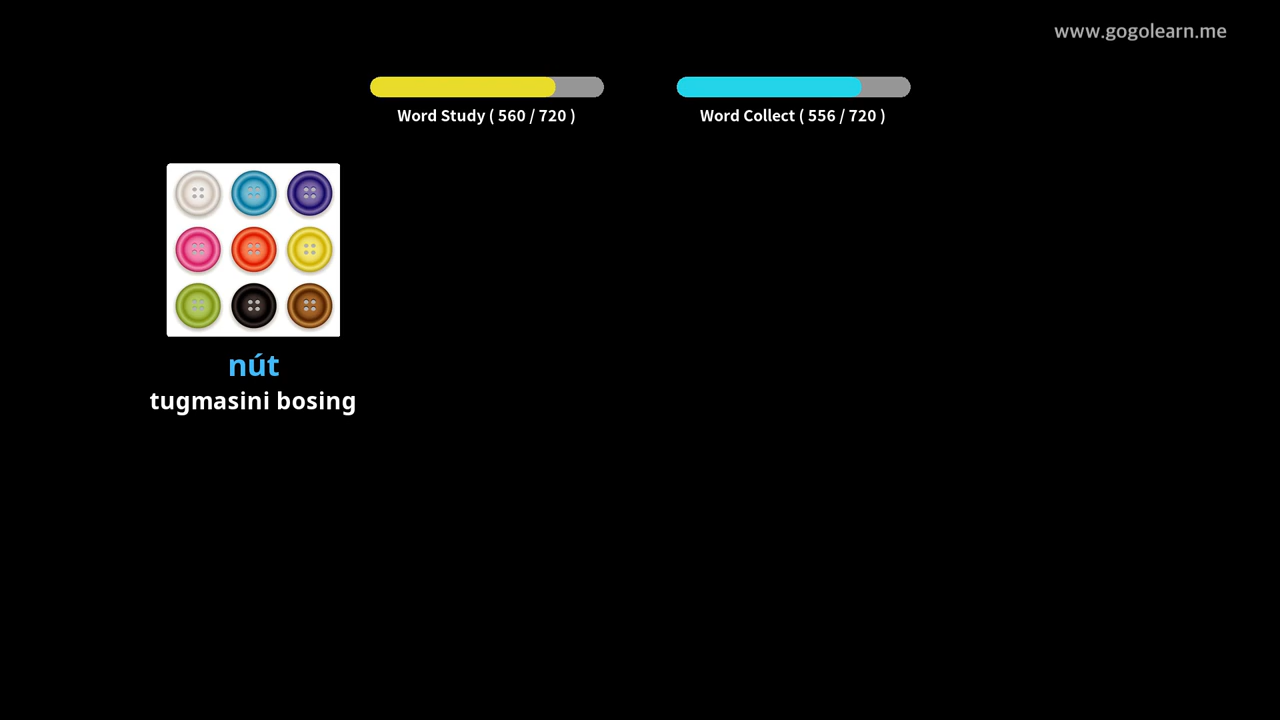 www.gogolearn.me
Word Study ( 560 / 720 )
Word Collect ( 556 / 720 )
nút
tugmasini bosing